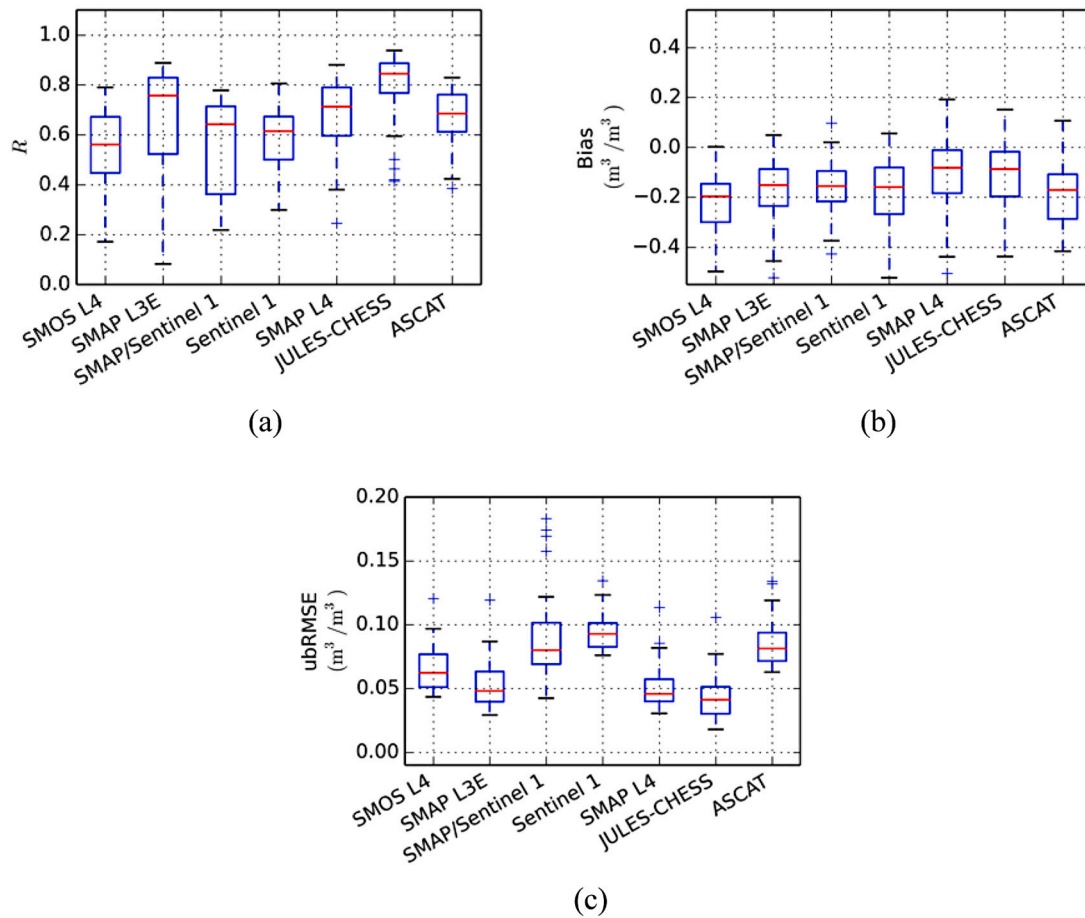 1.0
0.8
0.6
0.4
0.2
0.0
R
SMOS L4
SMAP L3E
SMAP/Sentinel 1
Sentinel 1
SMAP L4
JULES-CHESS
ASCAT
(a)
0.4
0.2
0.0
−0.2
−0.4
Bias
(m³/m³)
SMOS L4
SMAP L3E
SMAP/Sentinel 1
Sentinel 1
SMAP L4
JULES-CHESS
ASCAT
(b)
0.20
0.15
0.10
0.05
0.00
ubRMSE
(m³/m³)
SMOS L4
SMAP L3E
SMAP/Sentinel 1
Sentinel 1
SMAP L4
JULES-CHESS
ASCAT
(c)